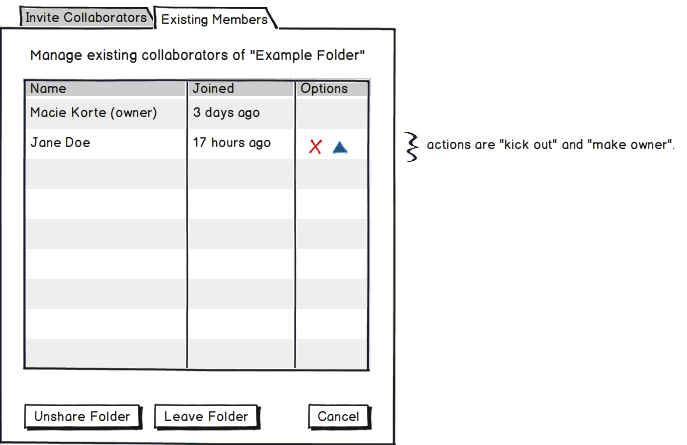 Invite Collaborators Existing Members
Manage existing collaborators of "Example Folder"
Name Joined Options
Macie Korte (owner) 3 days ago
Jane Doe 17 hours ago
actions are "kick out" and "make owner".
Unshare Folder Leave Folder Cancel